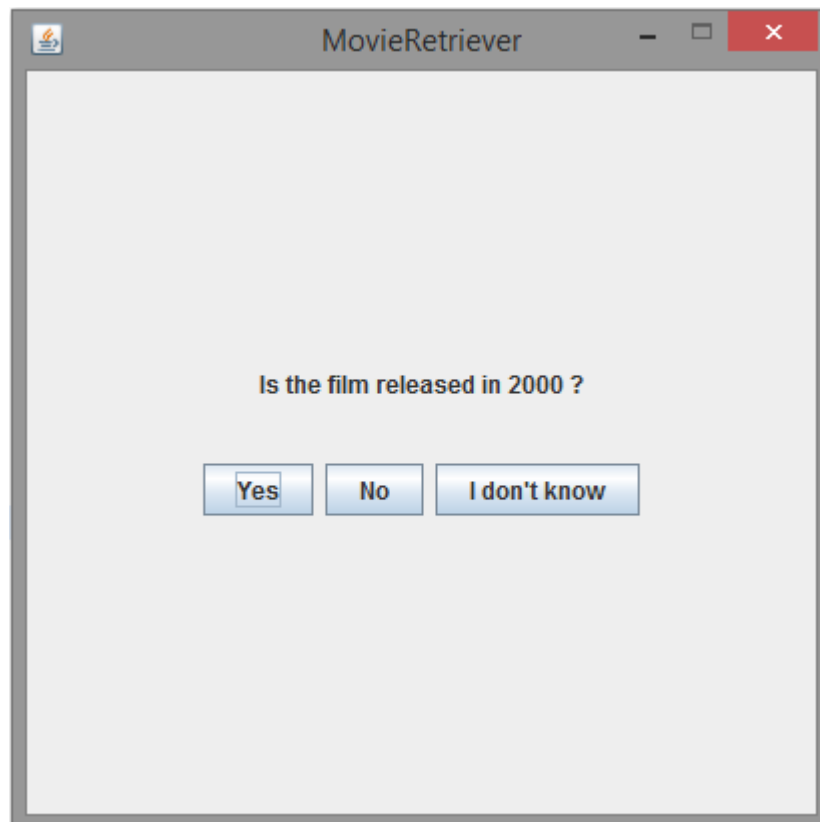 MovieRetriever
Is the film released in 2000 ?
Yes No I don't know